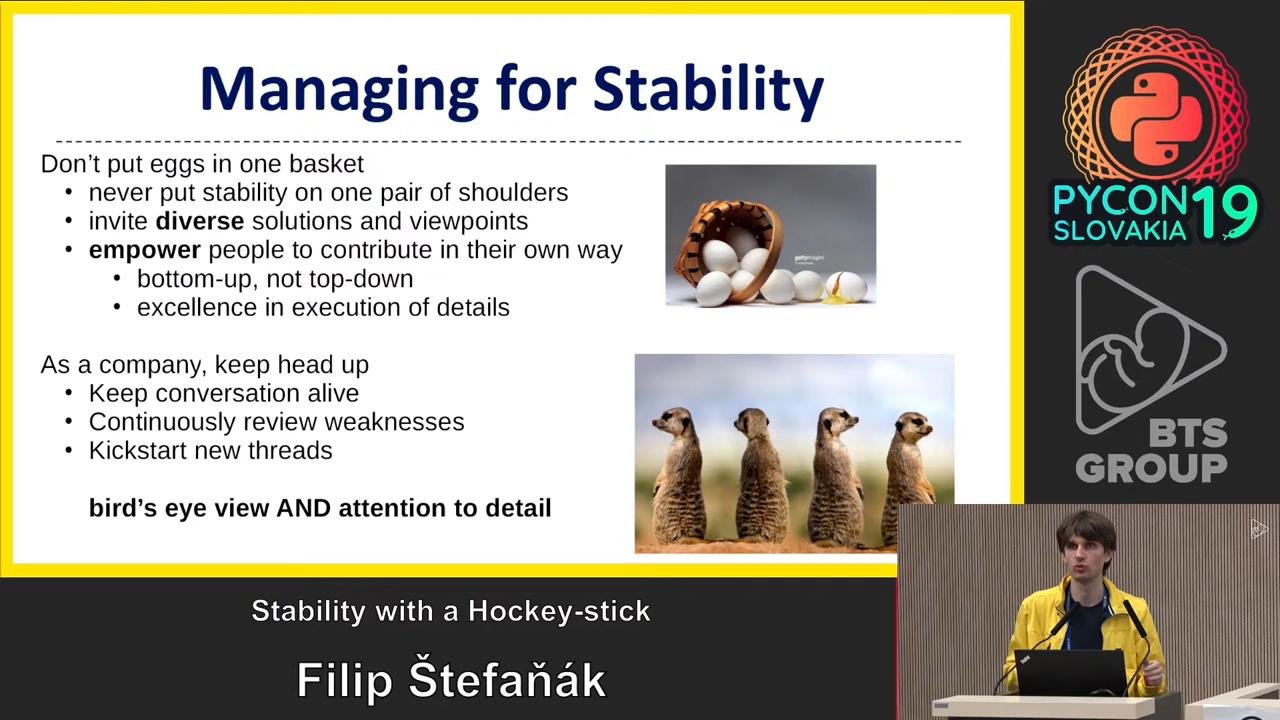 Managing for Stability
Don't put eggs in one basket
• never put stability on one pair of shoulders
• invite diverse solutions and viewpoints
• empower people to contribute in their own way
• bottom-up, not top-down
• excellence in execution of details
As a company, keep head up
• Keep conversation alive
• Continuously review weaknesses
• Kickstart new threads
bird's eye view AND attention to detail
gettyimages
PYCON
SLOVAKIA
19
BTS
GROUP
Stability with a Hockey-stick
Filip Štefaňák